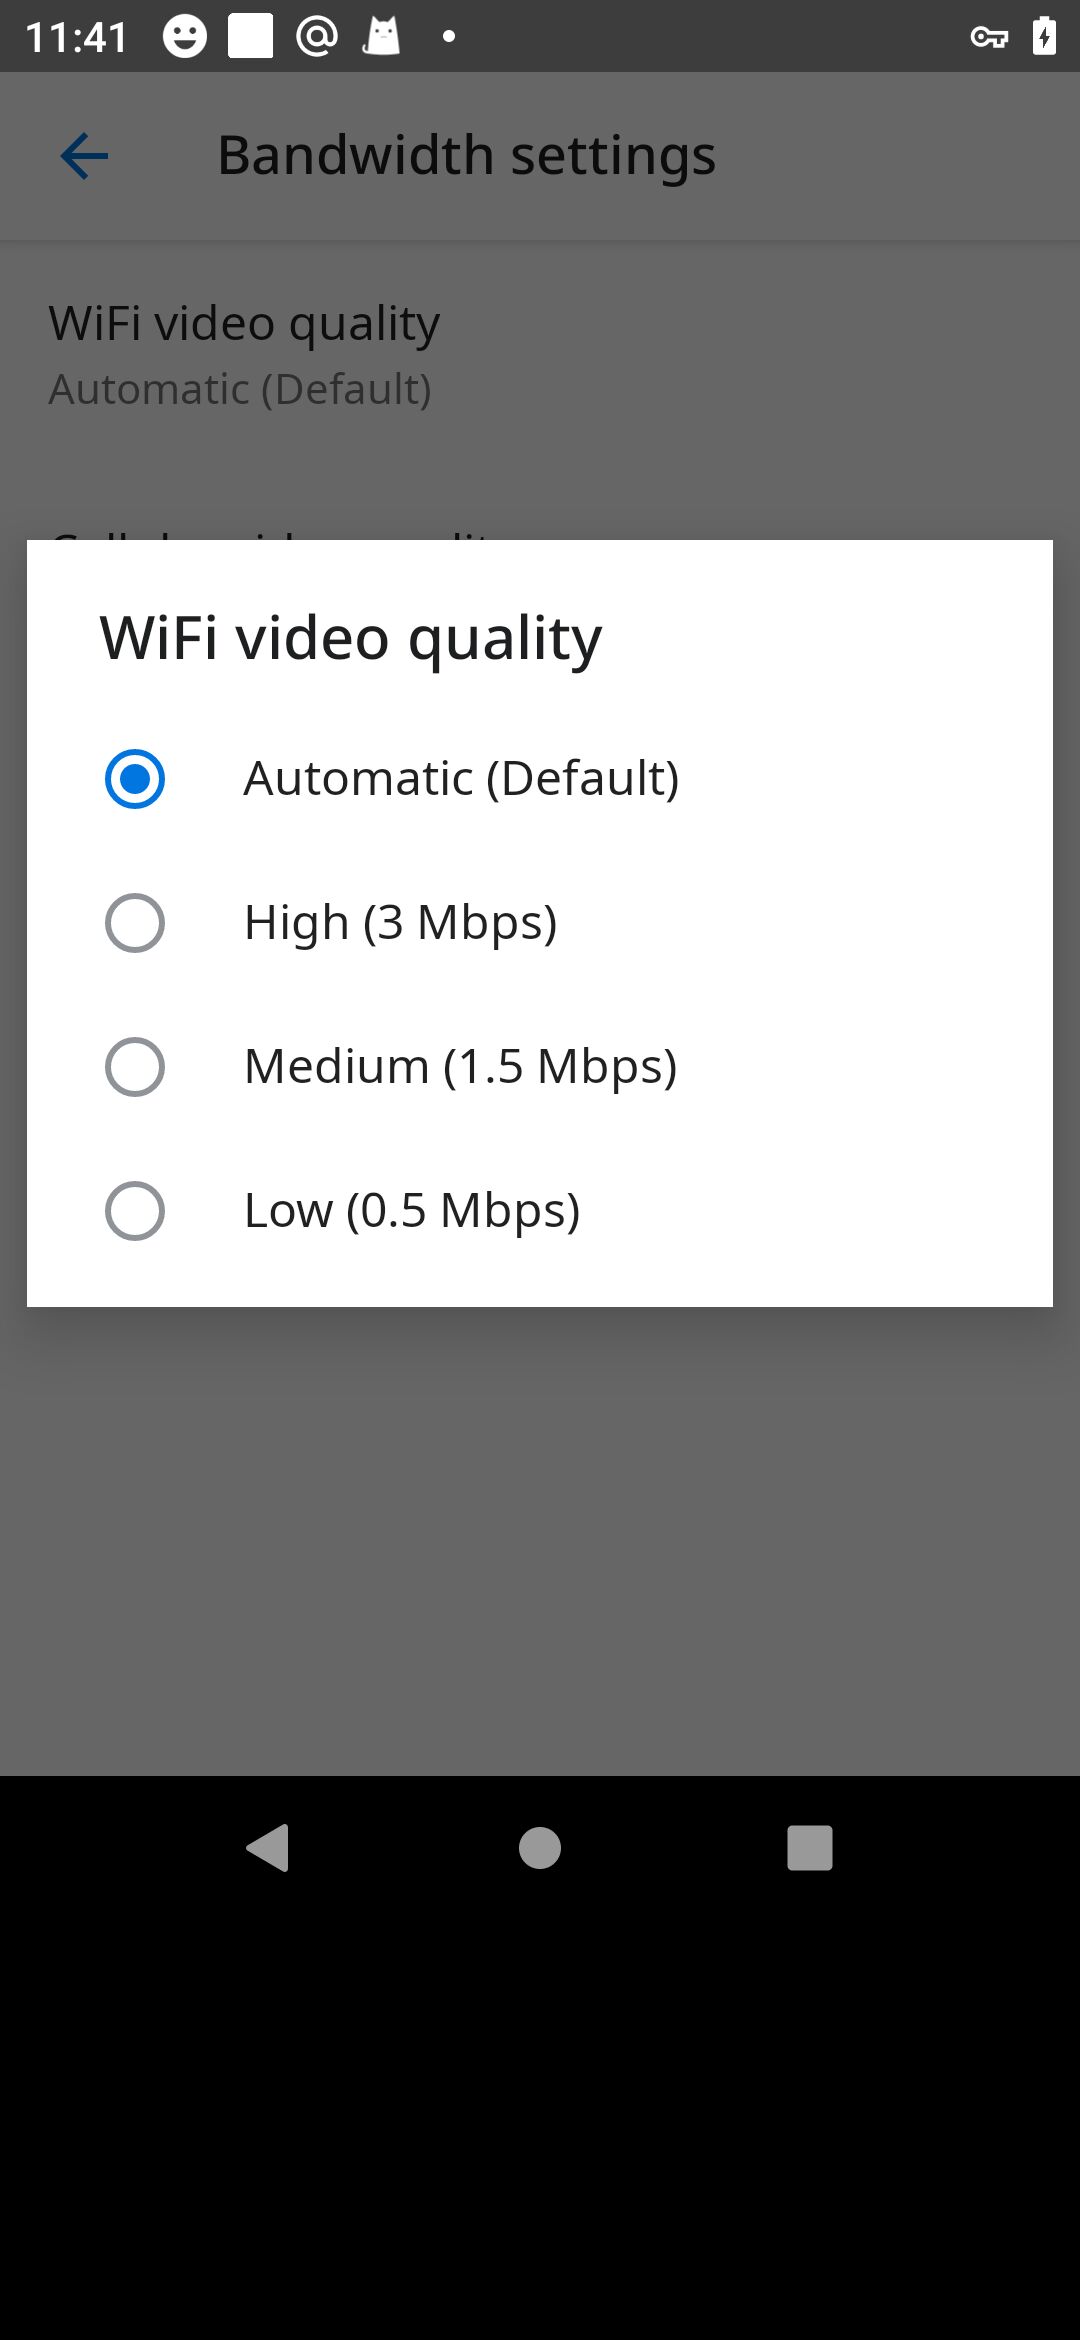 11:41
Bandwidth settings
WiFi video quality
Automatic (Default)
WiFi video quality
Automatic (Default)
High (3 Mbps)
Medium (1.5 Mbps)
Low (0.5 Mbps)